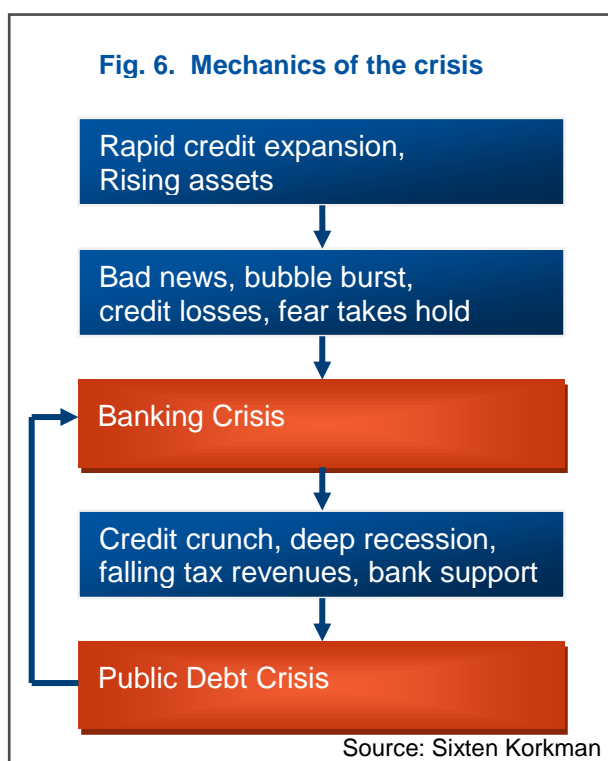 Fig. 6. Mechanics of the crisis
Rapid credit expansion,
Rising assets
Bad news, bubble burst,
credit losses, fear takes hold
Banking Crisis
Credit crunch, deep recession,
falling tax revenues, bank support
Public Debt Crisis
Source: Sixten Korkman